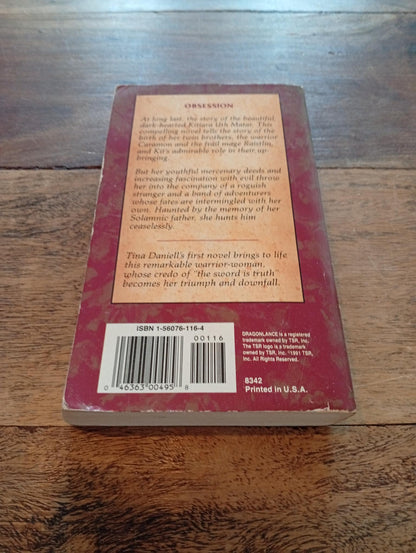 OBSESSION
At long last, the story of the beautiful,
dark-hearted Kitiara Uth Matar. This
compelling novel tells the story of the
birth of her twin brothers, the warrior
Caramon and the frail mage Raistlin,
and Kit's admirable role in their up-
bringing.
But her youthful mercenary deeds and
increasing fascination with evil throw
her into the company of a roguish
stranger and a band of adventurers
whose fates are intermingled with her
own. Haunted by the memory of her
Solamnic father, she hunts him
ceaselessly.
Tina Daniell's first novel brings to life
this remarkable warrior-woman,
whose credo of "the sword is truth"
becomes her triumph and downfall.
ISBN 1-56076-116-4
00116
0 46363 00495 8
DRAGONLANCE is a registered
trademark owned by TSR, Inc.
The TSR logo is a trademark
owned by TSR, Inc. ©1991 TSR,
Inc. All Rights Reserved.
8342
Printed in U.S.A.